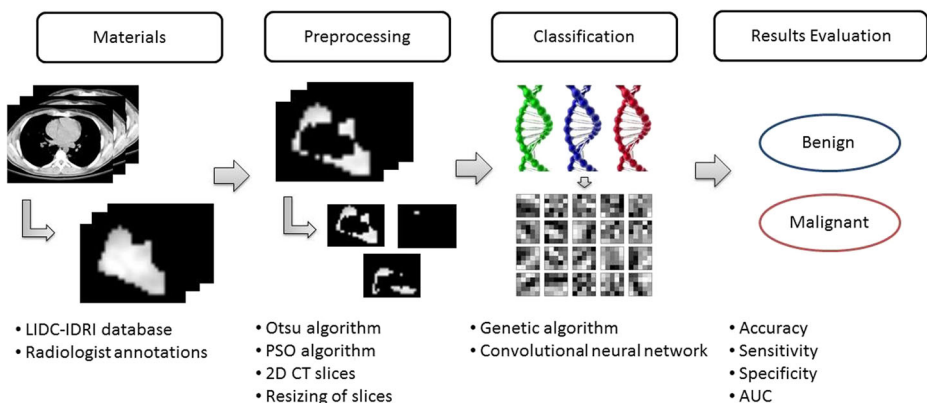 Materials
Preprocessing
Classification
Results Evaluation
Benign
Malignant
• LIDC-IDRI database
• Radiologist annotations
• Otsu algorithm
• PSO algorithm
• 2D CT slices
• Resizing of slices
• Genetic algorithm
• Convolutional neural network
• Accuracy
• Sensitivity
• Specificity
• AUC